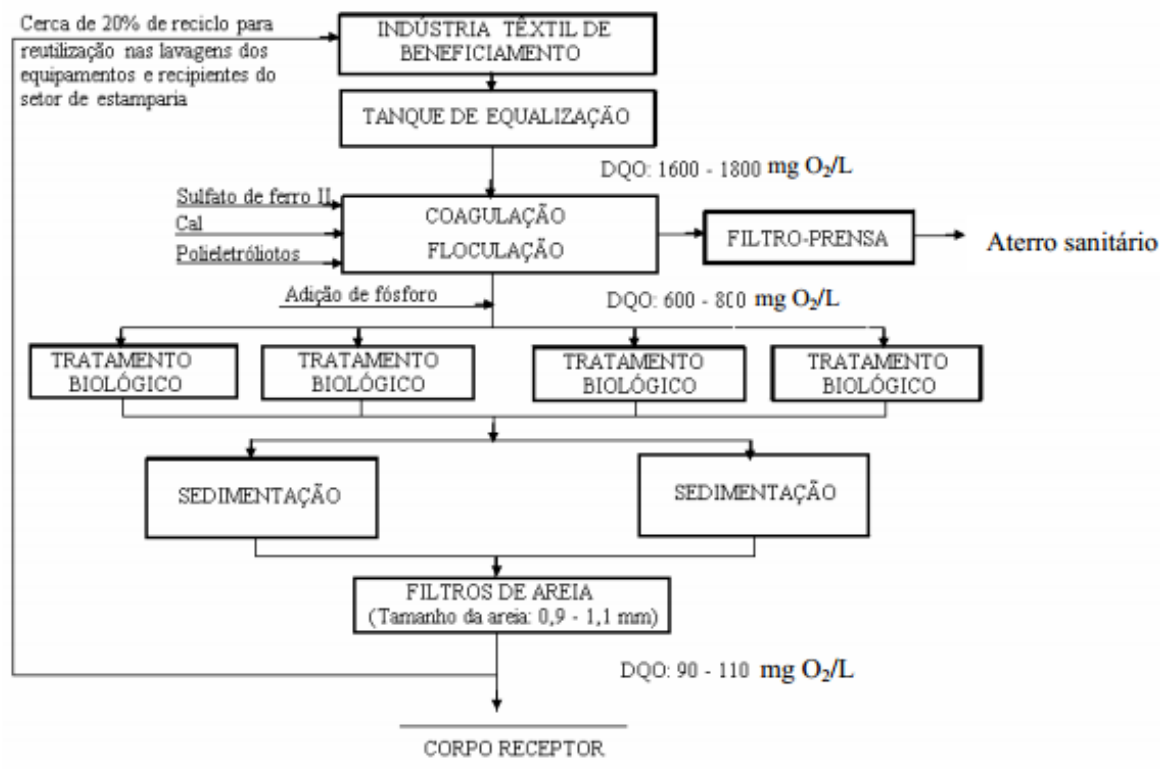 Cerca de 20% de reciclo para
reutilização nas lavagens dos
equipamentos e recipientes do
setor de estamparia
INDÚSTRIA TÊXTIL DE
BENEFICIAMENTO
TANQUE DE EQUALIZAÇÃO
DQO: 1600 - 1800 mg O₂/L
Sulfato de ferro II
Cal
Polieletróliotos
COAGULAÇÃO
FLOCULAÇÃO
FILTRO-PRENSA
Aterro sanitário
Adição de fósforo
DQO: 600 - 800 mg O₂/L
TRATAMENTO
BIOLÓGICO
TRATAMENTO
BIOLÓGICO
TRATAMENTO
BIOLÓGICO
TRATAMENTO
BIOLÓGICO
SEDIMENTAÇÃO
SEDIMENTAÇÃO
FILTROS DE AREIA
(Tamanho da areia: 0,9 - 1,1 mm)
DQO: 90 - 110 mg O₂/L
CORPO RECEPTOR